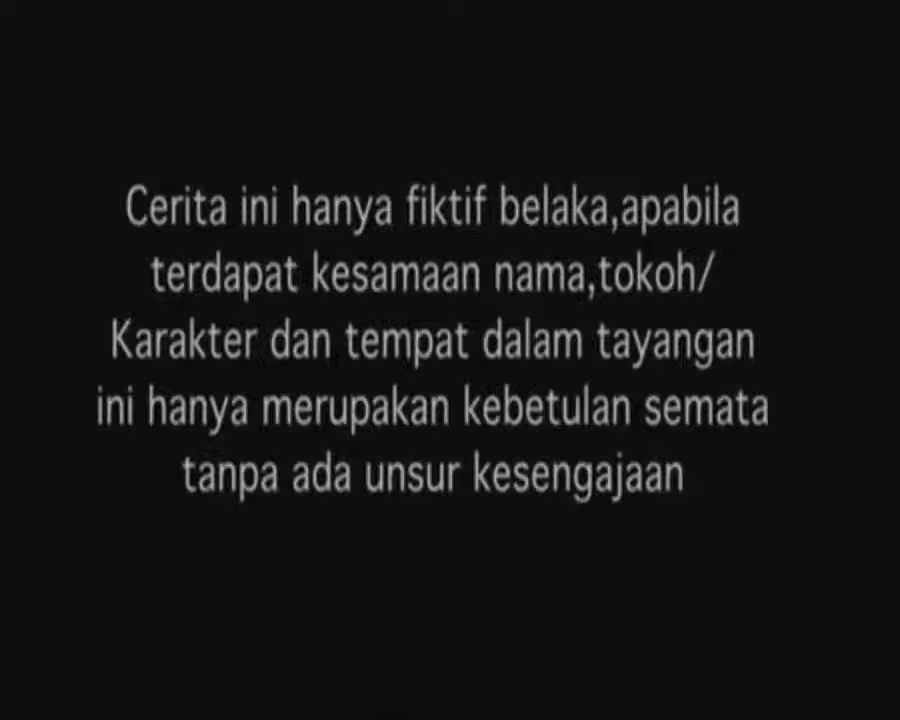 Cerita ini hanya fiktif belaka,apabila
terdapat kesamaan nama,tokoh/
Karakter dan tempat dalam tayangan
ini hanya merupakan kebetulan semata
tanpa ada unsur kesengajaan